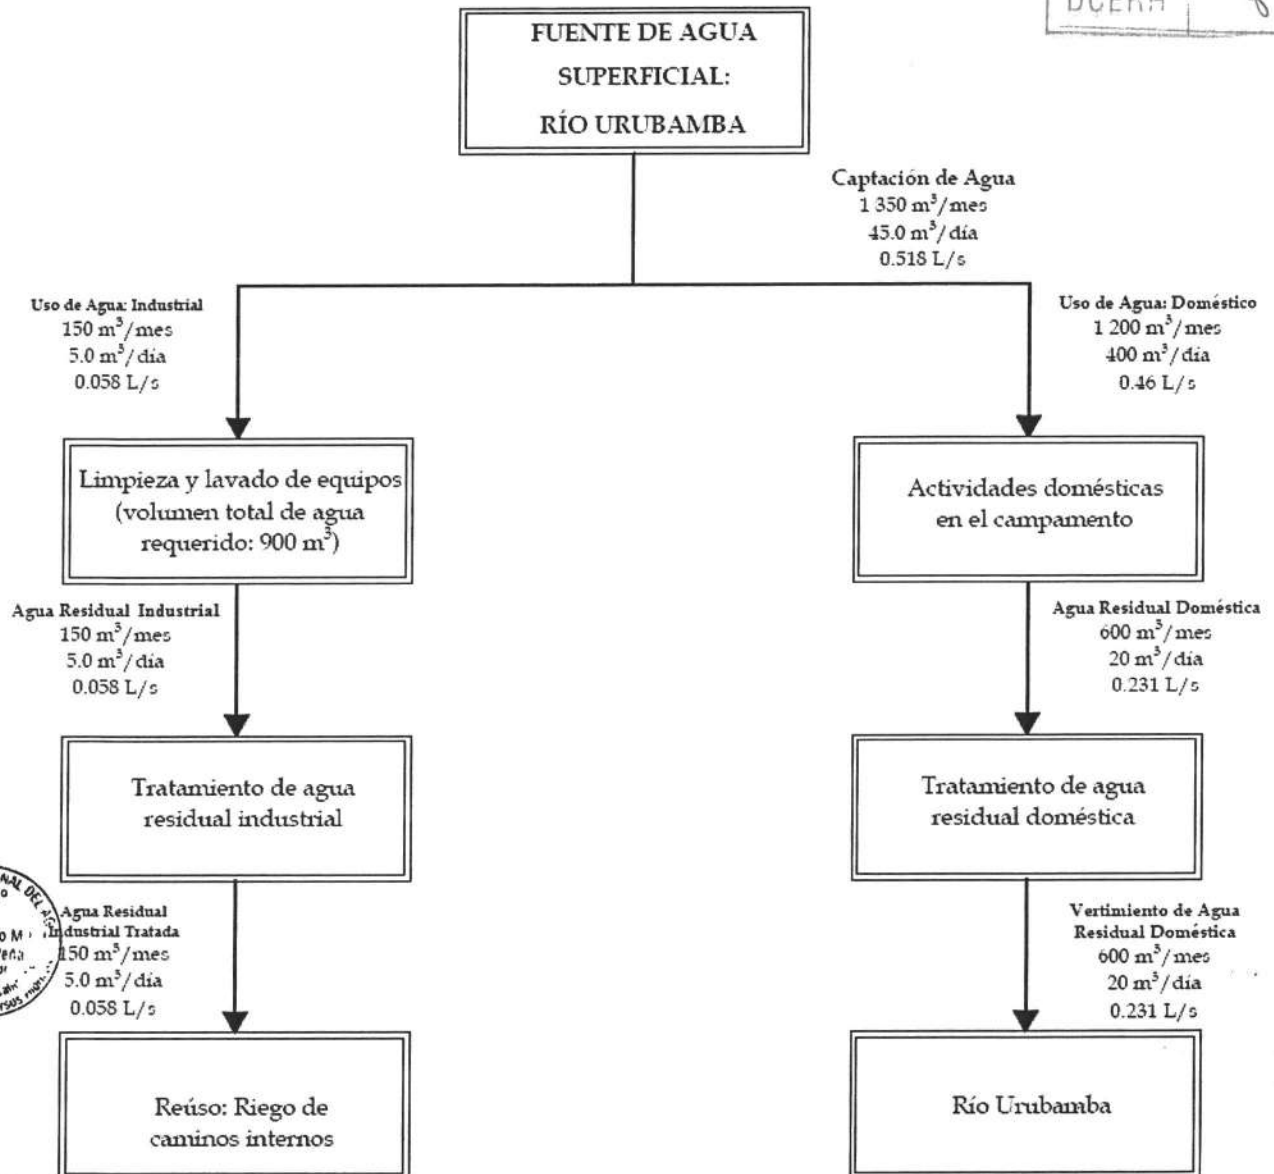 DCERH
FUENTE DE AGUA
SUPERFICIAL:
RÍO URUBAMBA
Captación de Agua
1 350 m³/mes
45.0 m³/día
0.518 L/s
Uso de Agua: Industrial
150 m³/mes
5.0 m³/día
0.058 L/s
Uso de Agua: Doméstico
1 200 m³/mes
400 m³/día
0.46 L/s
Limpieza y lavado de equipos
(volumen total de agua
requerido: 900 m³)
Actividades domésticas
en el campamento
Agua Residual Industrial
150 m³/mes
5.0 m³/día
0.058 L/s
Agua Residual Doméstica
600 m³/mes
20 m³/día
0.231 L/s
Tratamiento de agua
residual industrial
Tratamiento de agua
residual doméstica
Agua Residual
Industrial Tratada
150 m³/mes
5.0 m³/día
0.058 L/s
Vertimiento de Agua
Residual Doméstica
600 m³/mes
20 m³/día
0.231 L/s
Reúso: Riego de
caminos internos
Río Urubamba